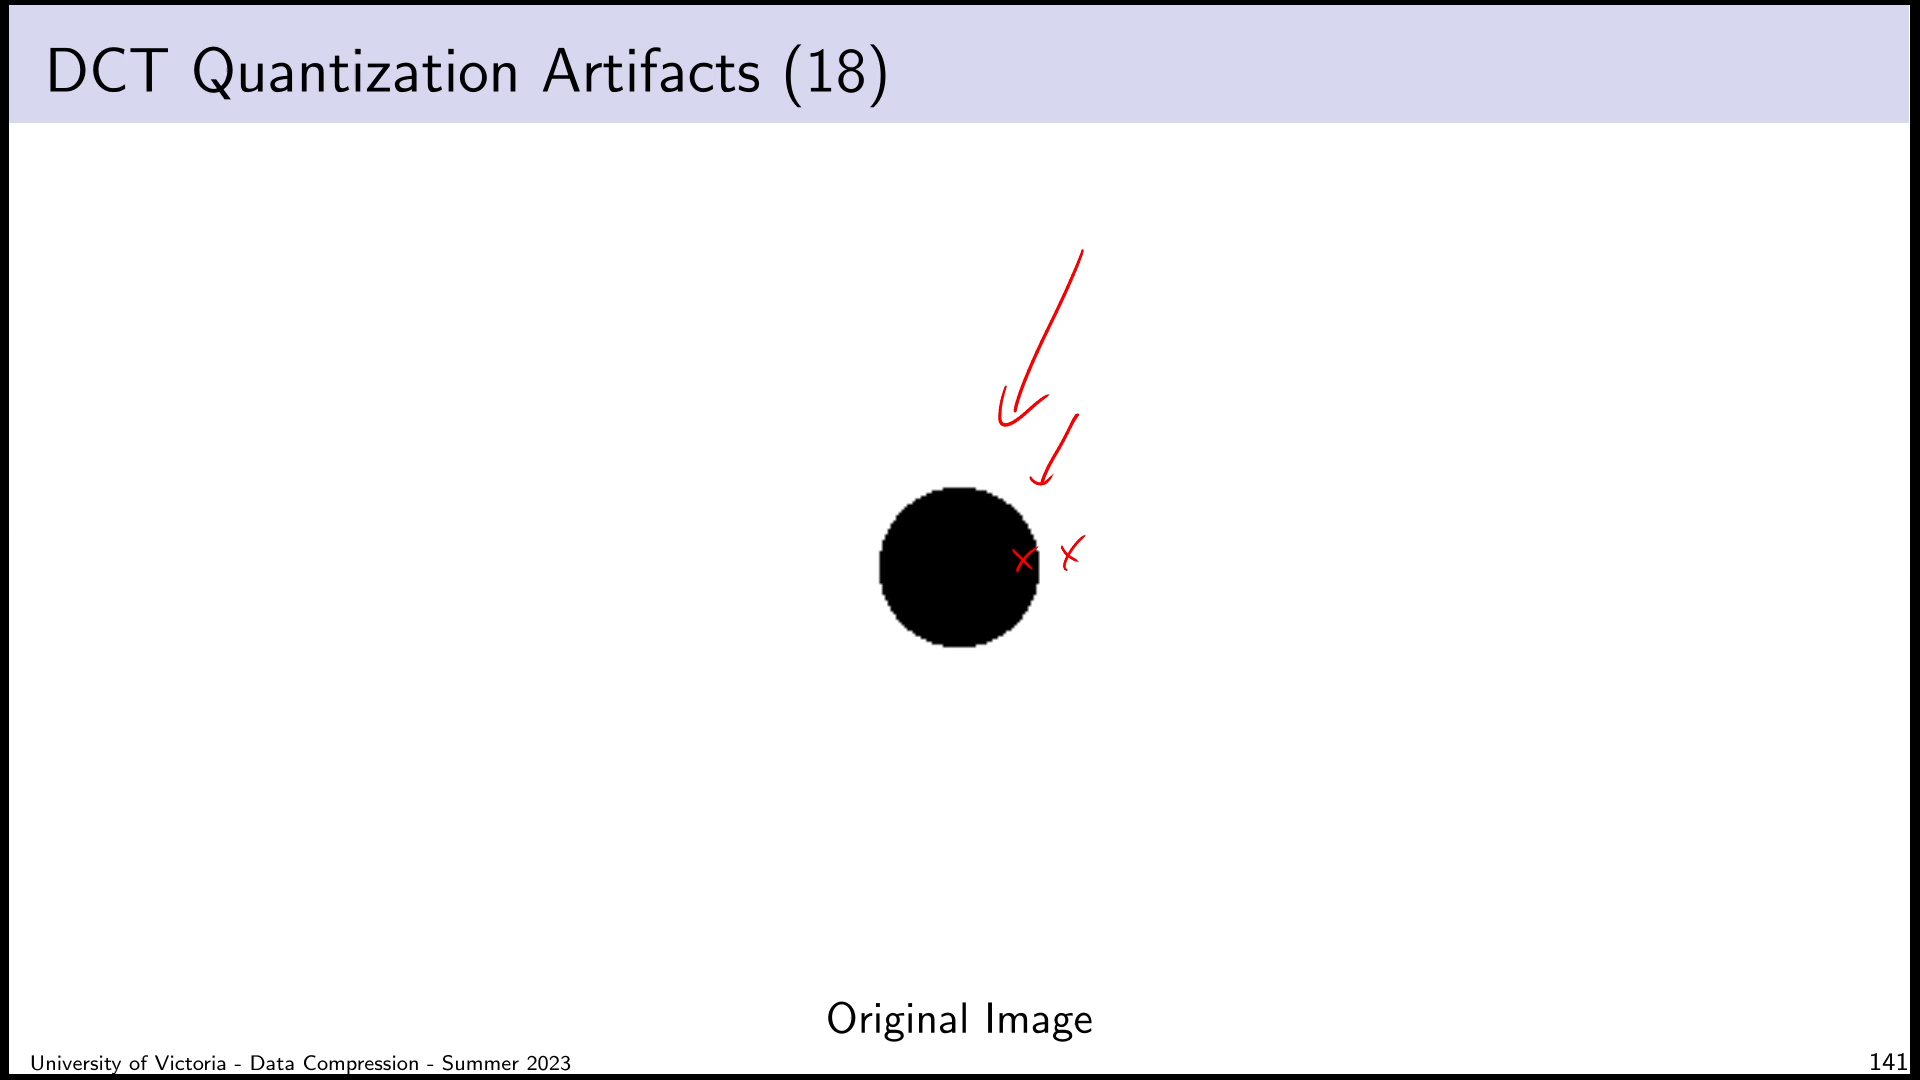 DCT Quantization Artifacts (18)
x x
Original Image
University of Victoria - Data Compression - Summer 2023
141